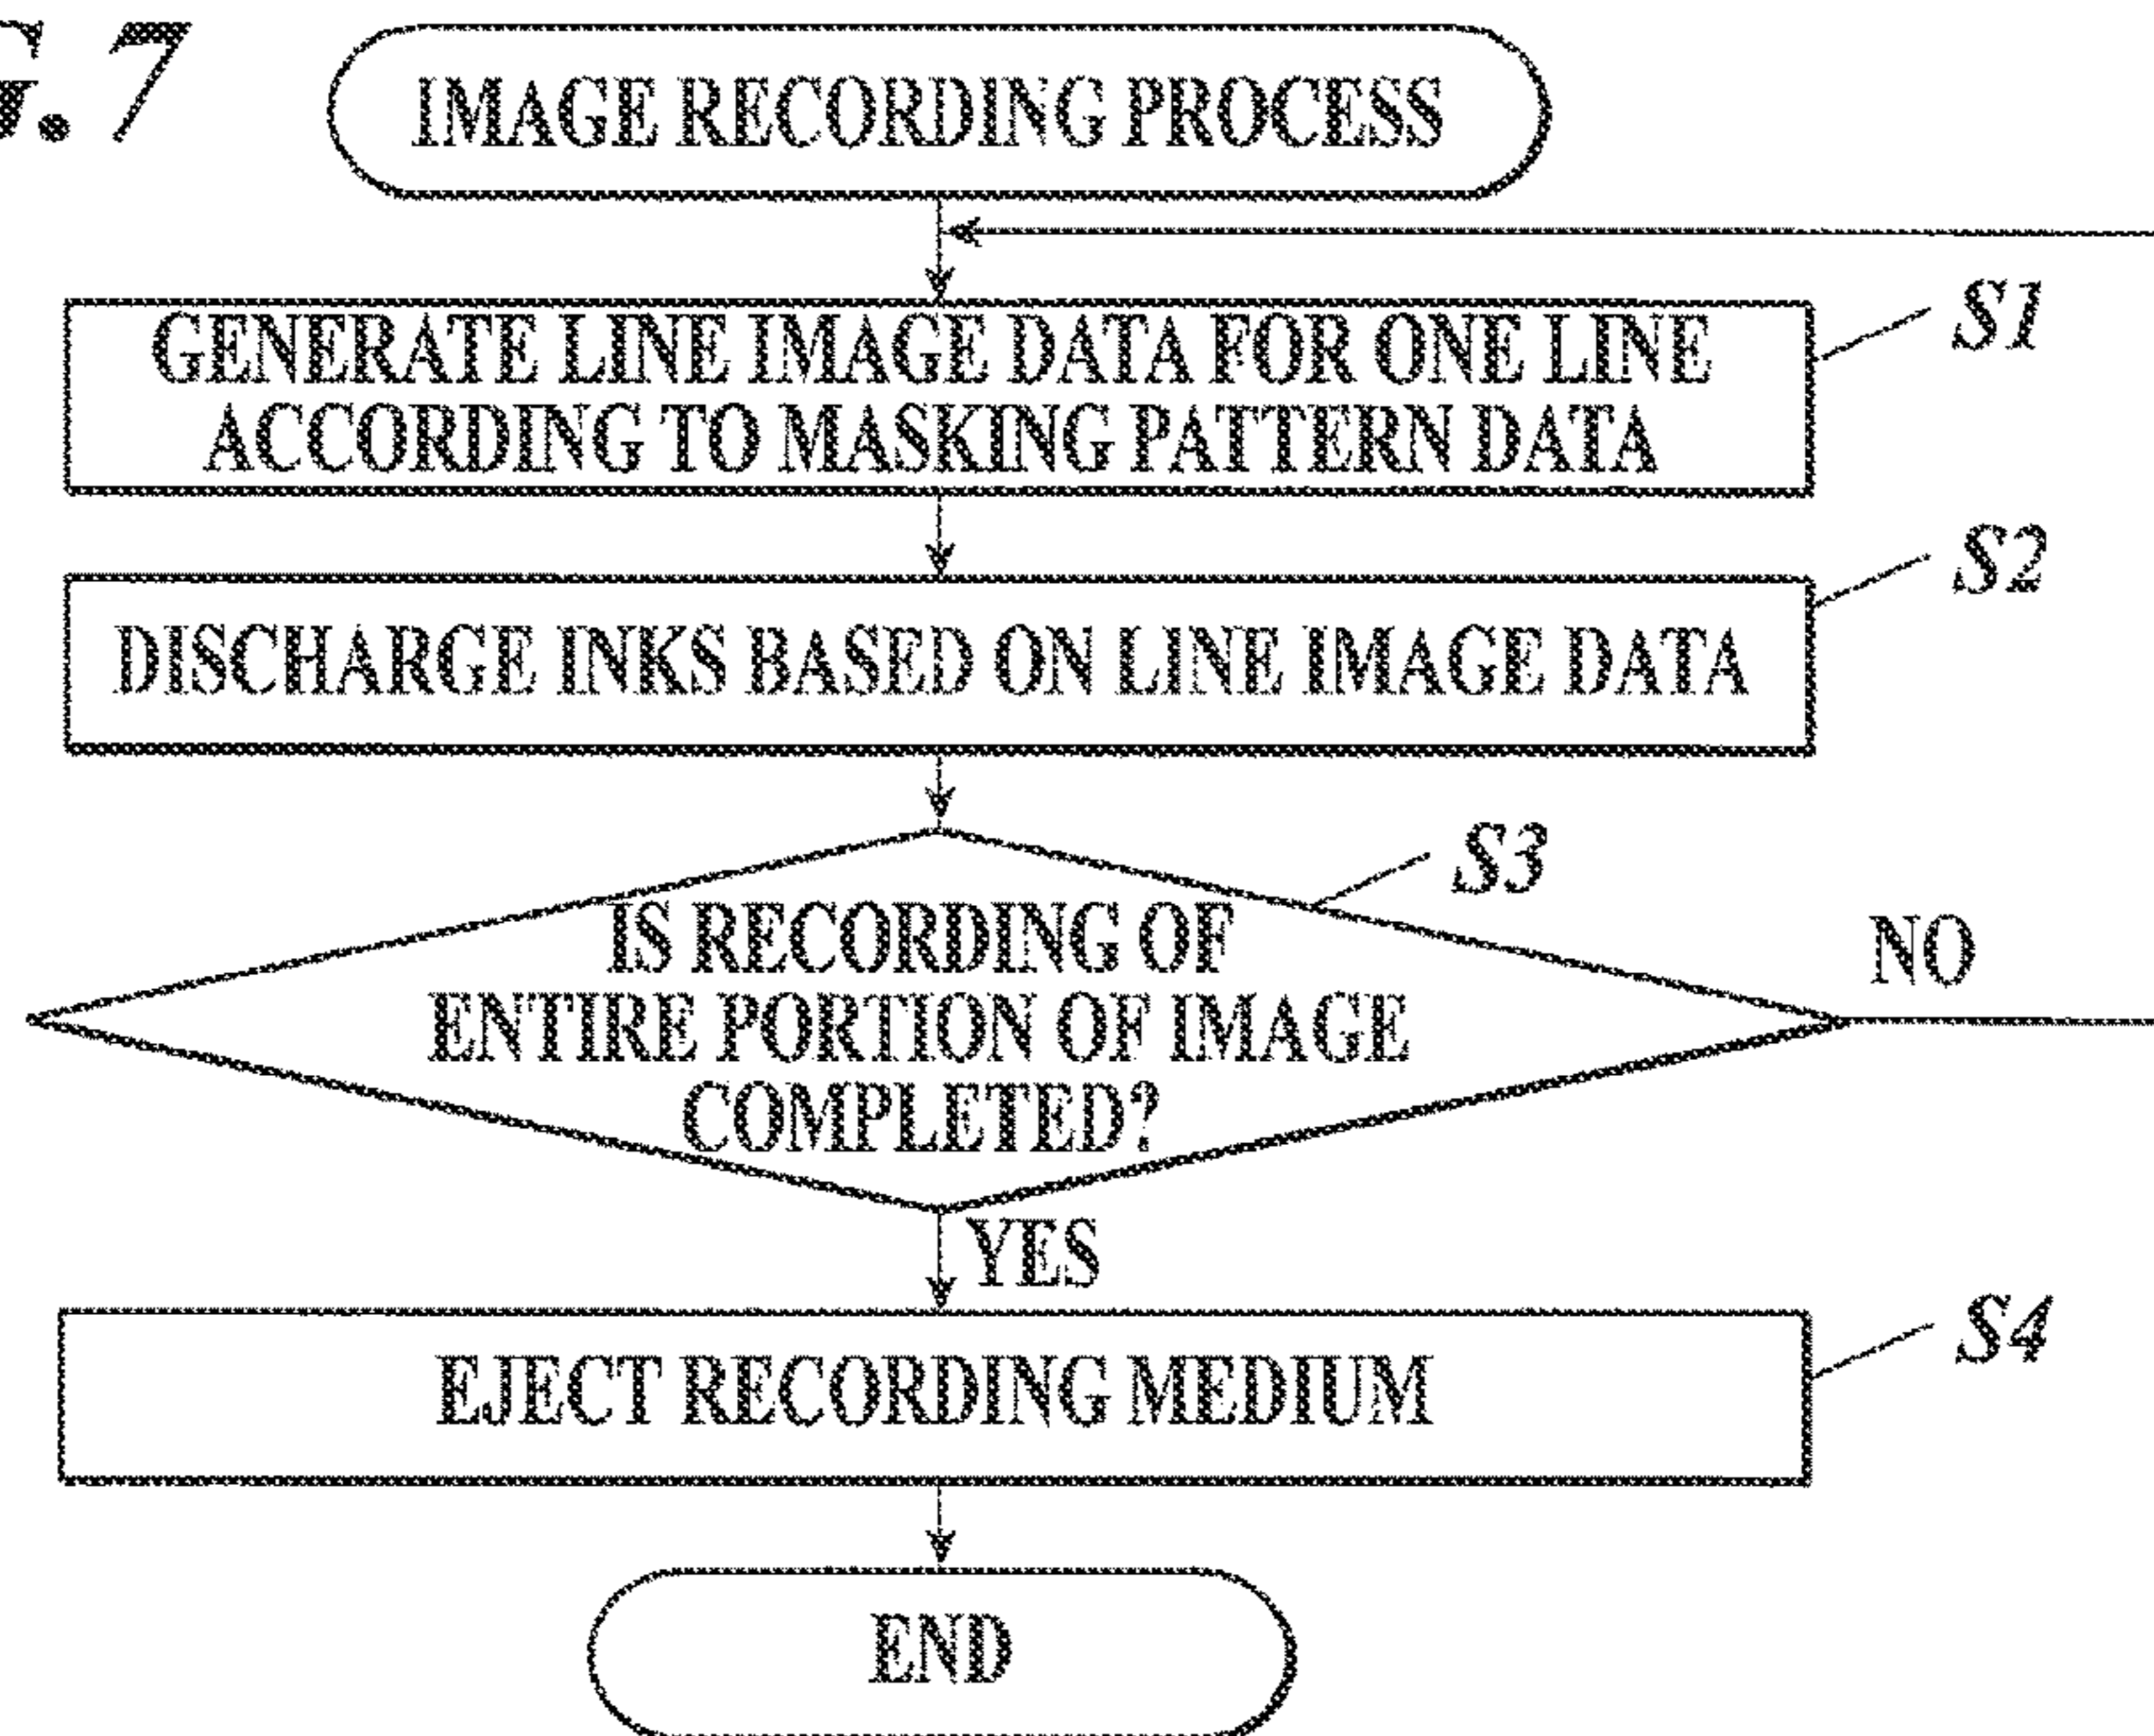 G.7
IMAGE RECORDING PROCESS
GENERATE LINE IMAGE DATA FOR ONE LINE
ACCORDING TO MASKING PATTERN DATA
S1
DISCHARGE INKS BASED ON LINE IMAGE DATA
S2
S3
IS RECORDING OF
ENTIRE PORTION OF IMAGE
COMPLETED?
NO
YES
EJECT RECORDING MEDIUM
S4
END